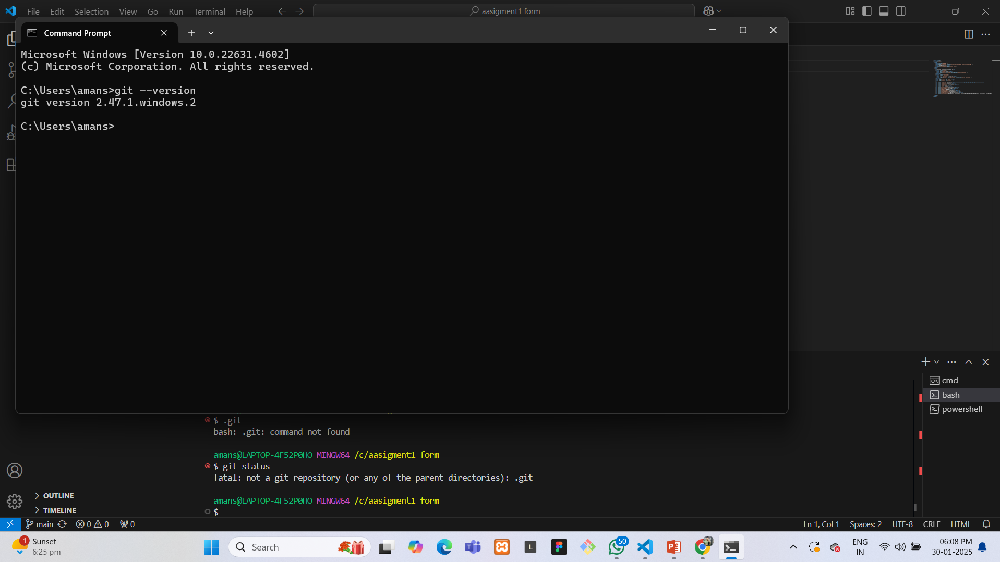 File Edit Selection View Go Run Terminal Help
aasigment1 form
Command Prompt
Microsoft Windows [Version 10.0.22631.4602]
(c) Microsoft Corporation. All rights reserved.
C:\Users\amans>git --version
git version 2.47.1.windows.2
C:\Users\amans>
cmd
bash
powershell
$ .git
bash: .git: command not found
amans@LAPTOP-4F52P0HO MINGW64 /c/aasigment1 form
$ git status
fatal: not a git repository (or any of the parent directories): .git
amans@LAPTOP-4F52P0HO MINGW64 /c/aasigment1 form
$
OUTLINE
TIMELINE
main 0 0 0
Ln 1, Col 1 Spaces: 2 UTF-8 CRLF HTML
1
Sunset
6:25 pm
Search
L
50
ENG
IN
06:08 PM
30-01-2025